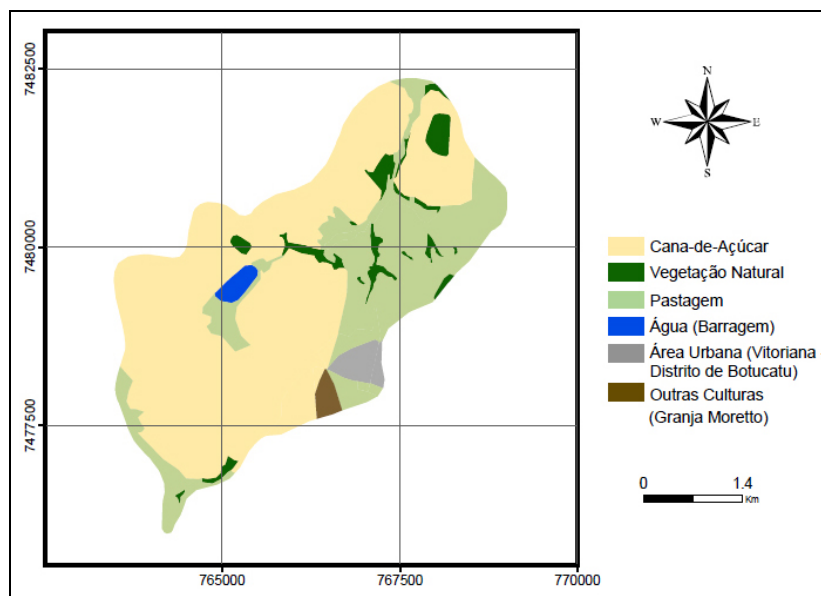 7482500
7480000
7477500
765000
767500
770000
N
W
E
S
Cana-de-Açúcar
Vegetação Natural
Pastagem
Água (Barragem)
Área Urbana (Vitoriana
Distrito de Botucatu)
Outras Culturas
(Granja Moretto)
0
1.4
Km